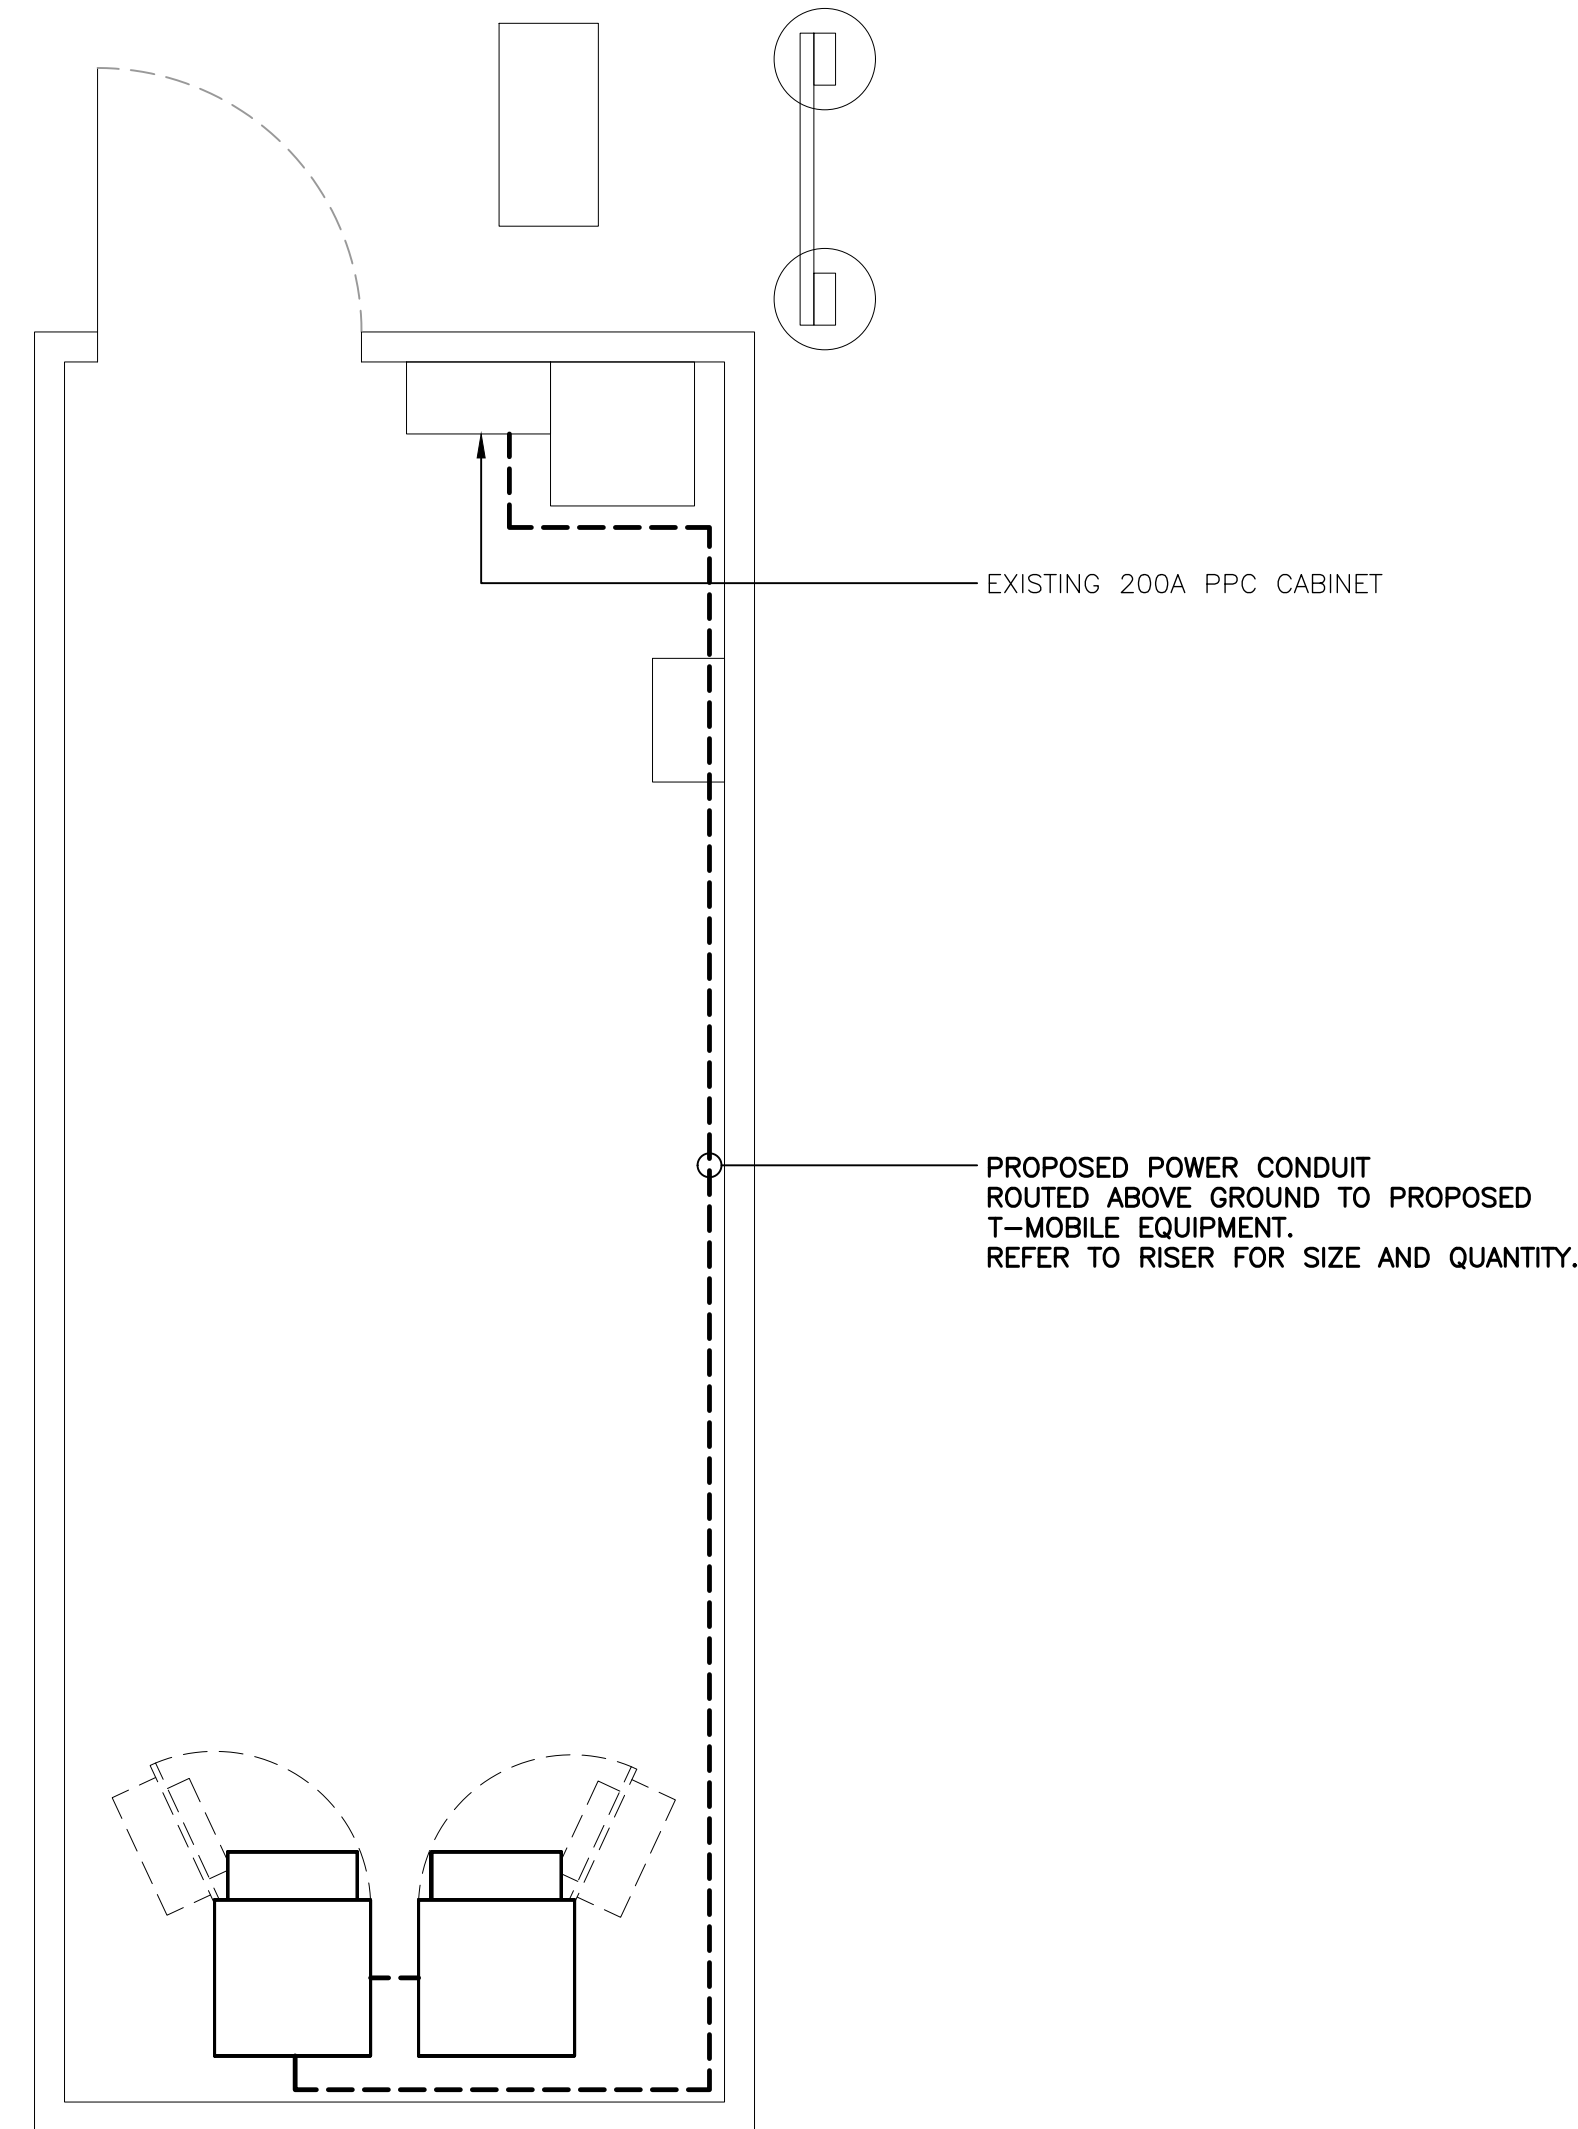 EXISTING 200A PPC CABINET
PROPOSED POWER CONDUIT
ROUTED ABOVE GROUND TO PROPOSED
T-MOBILE EQUIPMENT.
REFER TO RISER FOR SIZE AND QUANTITY.